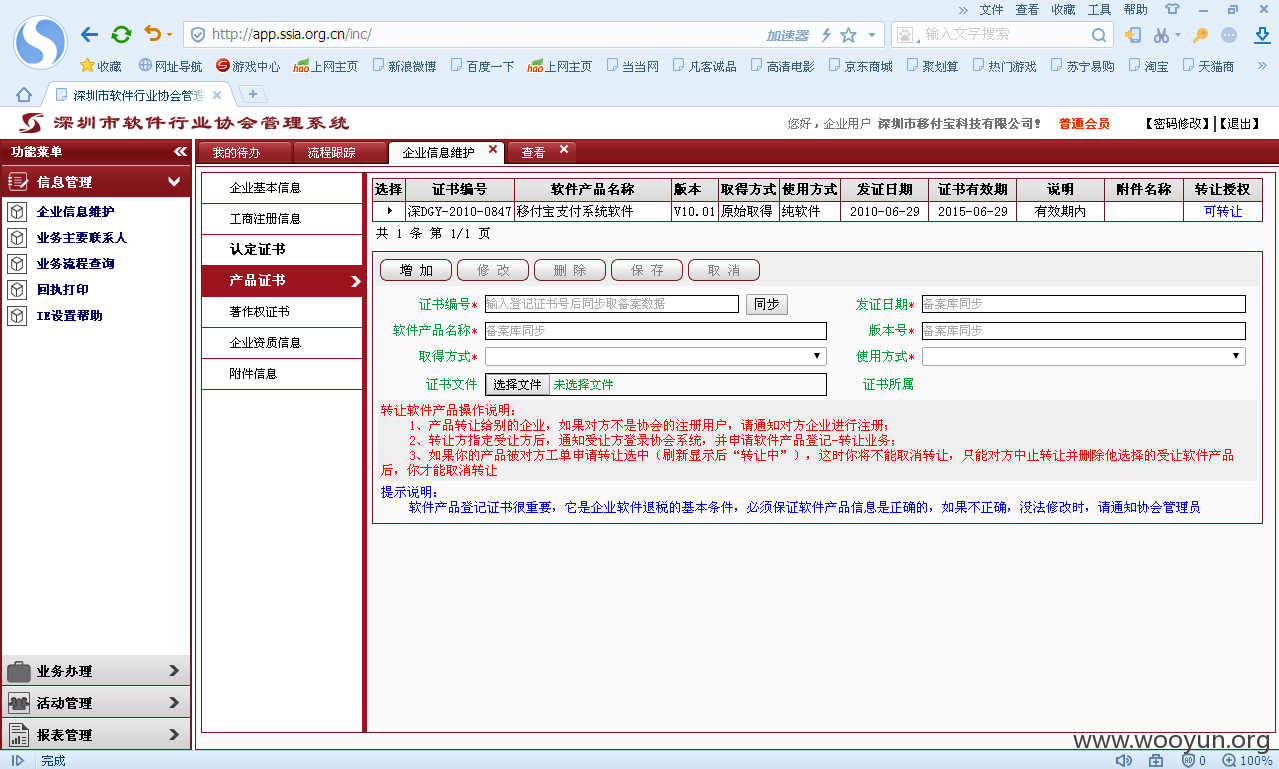 文件 查看 收藏 工具 帮助
http://app.ssia.org.cn/inc/
加速器
输入文字搜索
收藏 网址导航 游戏中心 上网主页 新浪微博 百度一下 上网主页 当当网 凡客诚品 高清电影 京东商城 聚划算 热门游戏 苏宁易购 淘宝 天猫商
深圳市软件行业协会管理
深圳市软件行业协会管理系统
您好，企业用户 深圳市移付宝科技有限公司！ 普通会员 【密码修改】|【退出】
功能菜单
我的待办 流程跟踪 企业信息维护 查看
信息管理
企业信息维护
业务主要联系人
业务流程查询
回执打印
IE设置帮助
业务办理
活动管理
报表管理
企业基本信息
工商注册信息
认定证书
产品证书
著作权证书
企业资质信息
附件信息
选择 证书编号 软件产品名称 版本 取得方式 使用方式 发证日期 证书有效期 说明 附件名称 转让授权
深DGY-2010-0847 移付宝支付系统软件 V10.01 原始取得 纯软件 2010-06-29 2015-06-29 有效期内 可转让
共 1 条 第 1/1 页
增 加 修 改 删 除 保 存 取 消
证书编号* 输入登记证书号后同步取备案数据 同步 发证日期* 备案库同步
软件产品名称* 备案库同步 版本号* 备案库同步
取得方式* 使用方式*
证书文件 选择文件 未选择文件 证书所属
转让软件产品操作说明：
1、产品转让给别的企业，如果对方不是协会的注册用户，请通知对方企业进行注册；
2、转让方指定受让方后，通知受让方登录协会系统，并申请软件产品登记-转让业务；
3、如果你的产品被对方工单申请转让选中（刷新显示后“转让中”），这时你将不能取消转让，只能对方中止转让并删除他选择的受让软件产品
后，你才能取消转让
提示说明：
软件产品登记证书很重要，它是企业软件退税的基本条件，必须保证软件产品信息是正确的，如果不正确，没法修改时，请通知协会管理员
www.wooyun.org
完成
0
100%